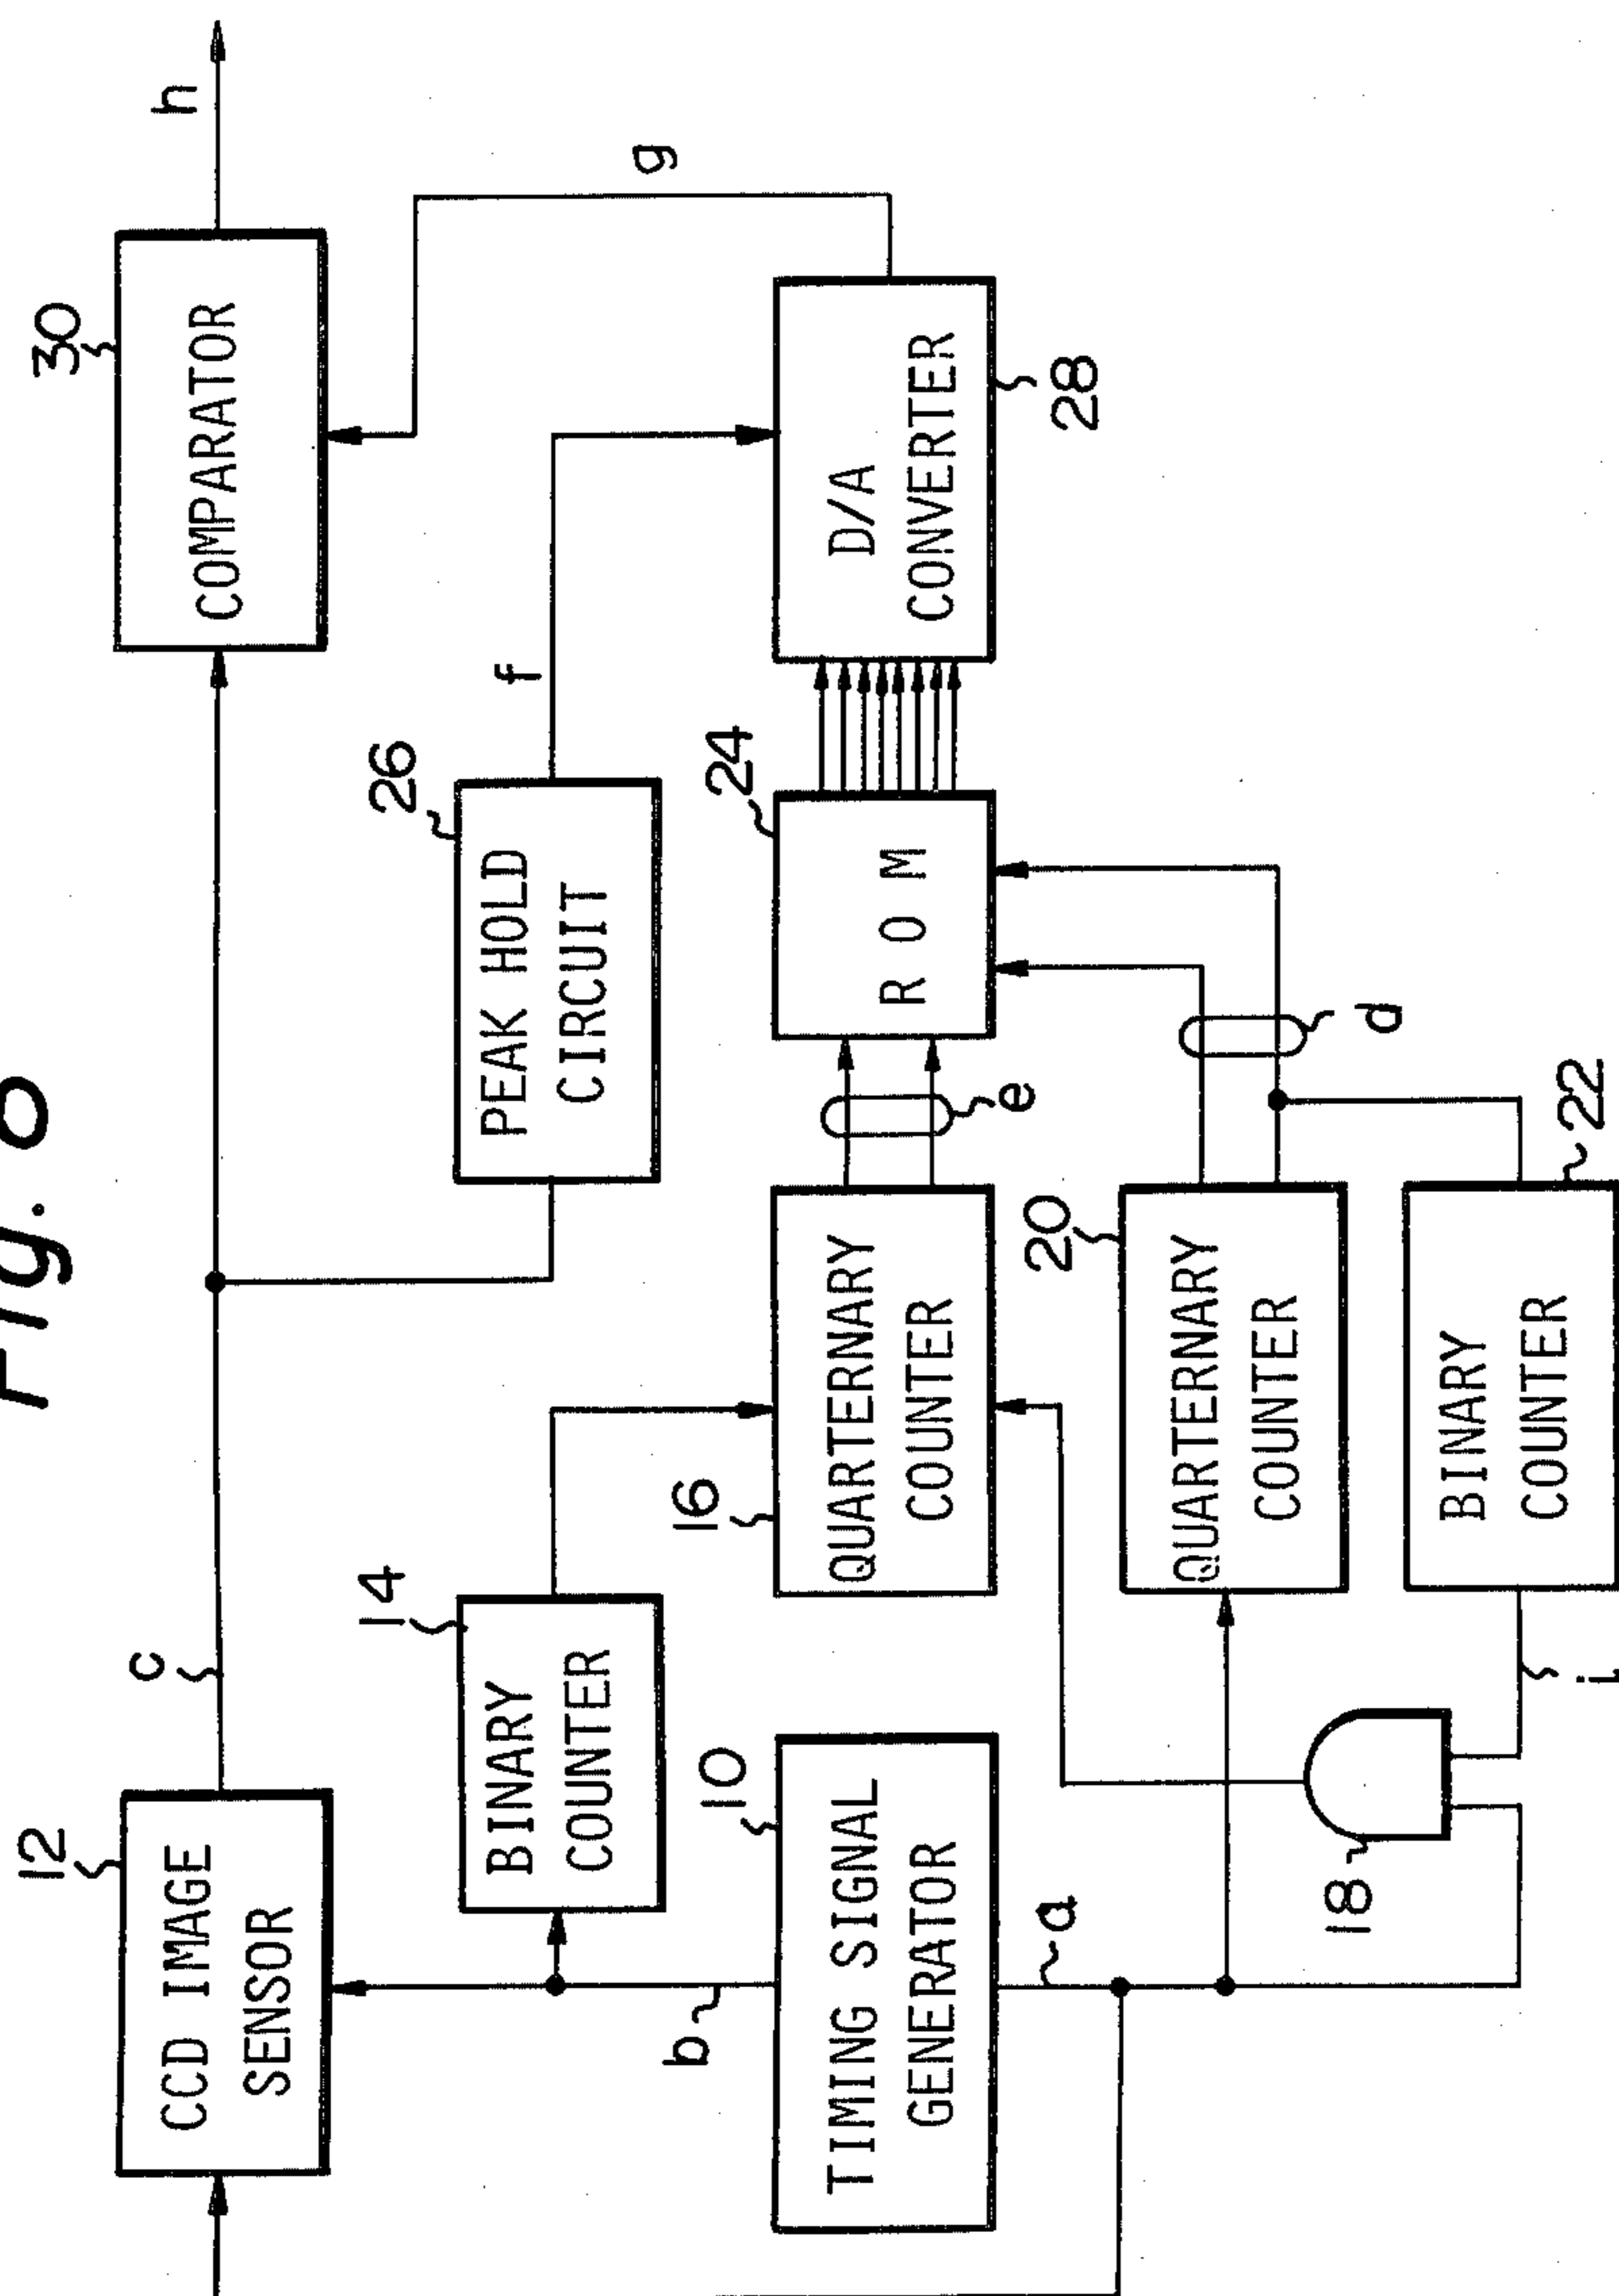 Fig.
12
CCD IMAGE
SENSOR
c
30
COMPARATOR
h
14
BINARY
COUNTER
26
PEAK HOLD
CIRCUIT
f
g
b
10
TIMING SIGNAL
GENERATOR
16
QUARTERNARY
COUNTER
e
24
ROM
D/A
CONVERTER
28
a
20
QUARTERNARY
COUNTER
d
18
i
BINARY
COUNTER
22